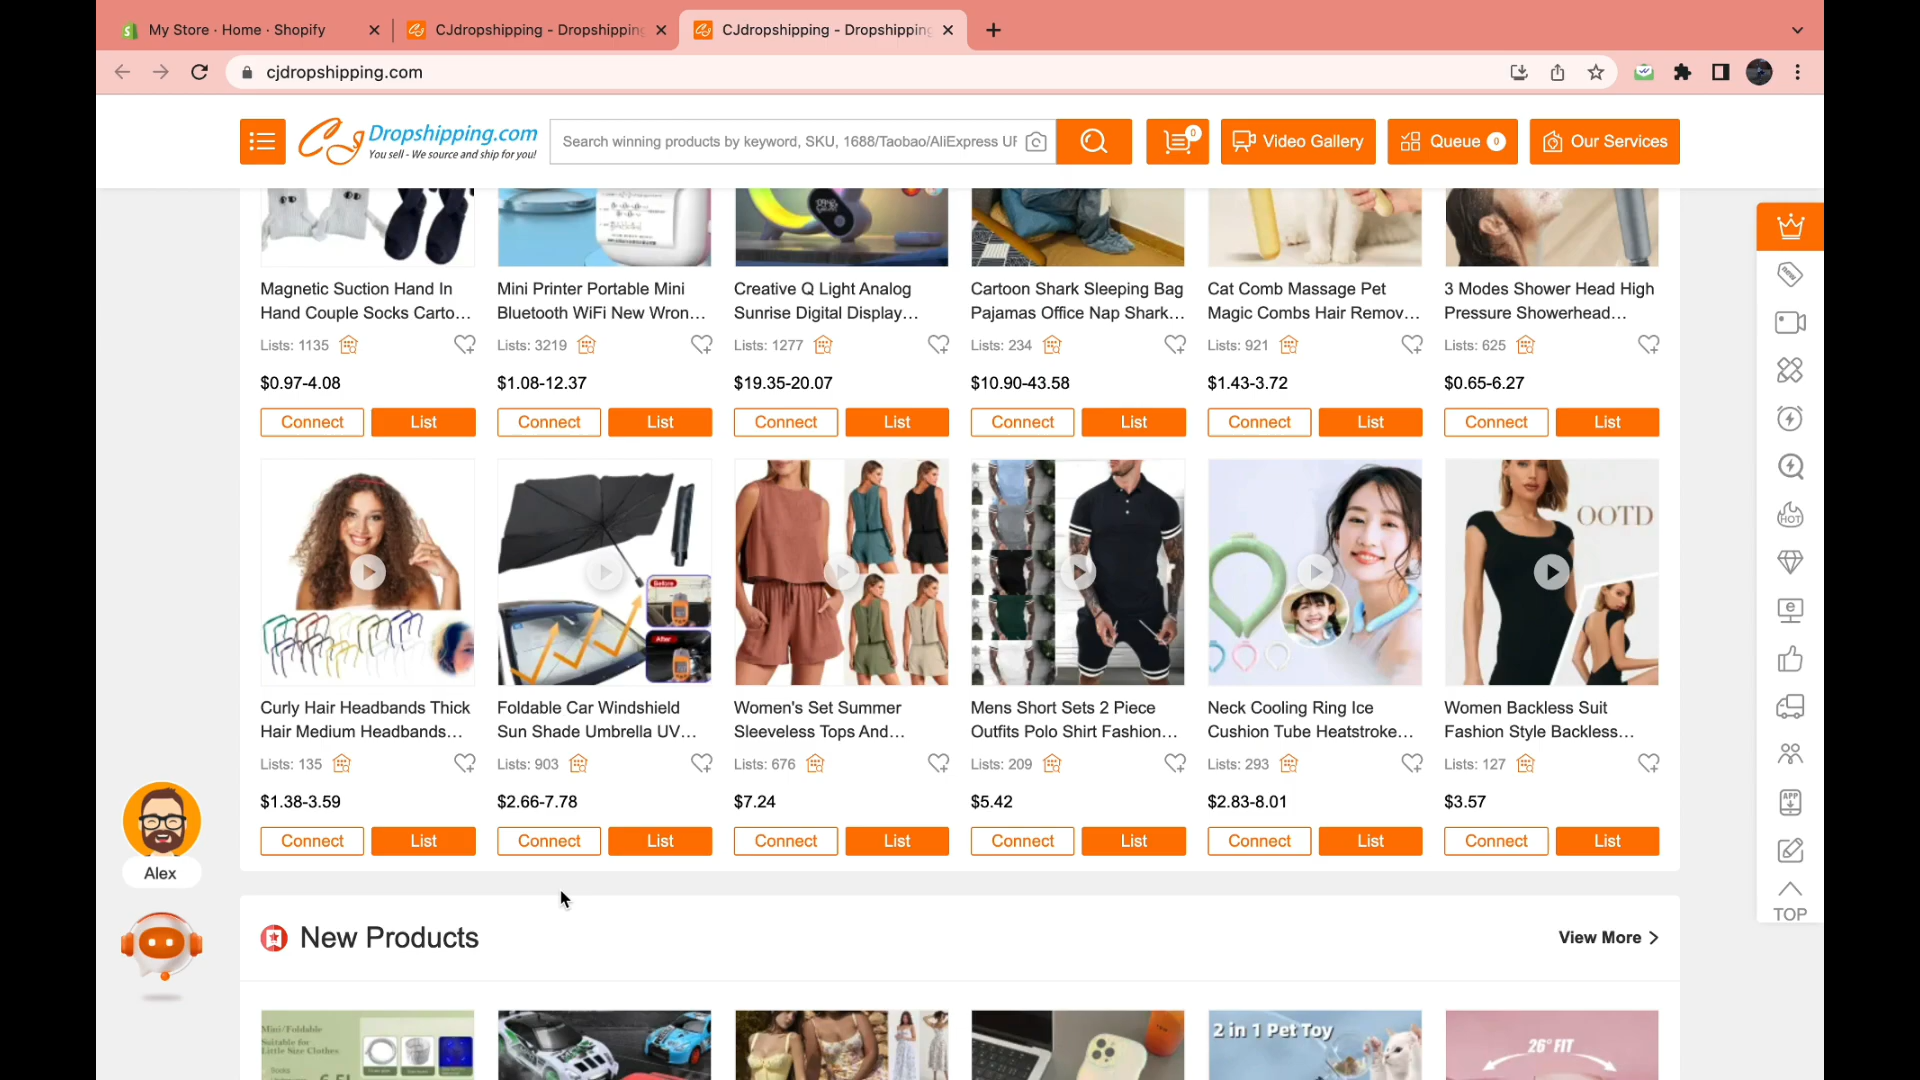 My Store · Home · Shopify
CJdropshipping - Dropshipping
CJdropshipping - Dropshipping
cjdropshipping.com
Dropshipping.com
You sell - We source and ship for you!
Search winning products by keyword, SKU, 1688/Taobao/AliExpress UR
0
Video Gallery
Queue 0
Our Services
Magnetic Suction Hand In
Hand Couple Socks Carto...
Lists: 1135
$0.97-4.08
Connect
List
Mini Printer Portable Mini
Bluetooth WiFi New Wron...
Lists: 3219
$1.08-12.37
Connect
List
Creative Q Light Analog
Sunrise Digital Display...
Lists: 1277
$19.35-20.07
Connect
List
Cartoon Shark Sleeping Bag
Pajamas Office Nap Shark...
Lists: 234
$10.90-43.58
Connect
List
Cat Comb Massage Pet
Magic Combs Hair Remov...
Lists: 921
$1.43-3.72
Connect
List
3 Modes Shower Head High
Pressure Showerhead...
Lists: 625
$0.65-6.27
Connect
List
Curly Hair Headbands Thick
Hair Medium Headbands...
Lists: 135
$1.38-3.59
Connect
List
Before
After
Foldable Car Windshield
Sun Shade Umbrella UV...
Lists: 903
$2.66-7.78
Connect
List
Women's Set Summer
Sleeveless Tops And...
Lists: 676
$7.24
Connect
List
Mens Short Sets 2 Piece
Outfits Polo Shirt Fashion...
Lists: 209
$5.42
Connect
List
Neck Cooling Ring Ice
Cushion Tube Heatstroke...
Lists: 293
$2.83-8.01
Connect
List
OOTD
Women Backless Suit
Fashion Style Backless...
Lists: 127
$3.57
Connect
List
new
HOT
e
APP
TOP
Alex
New Products
View More
Mini/Foldable
Suitable for
Little Size Clothes
Socks
2 in 1 Pet Toy
26° FIT